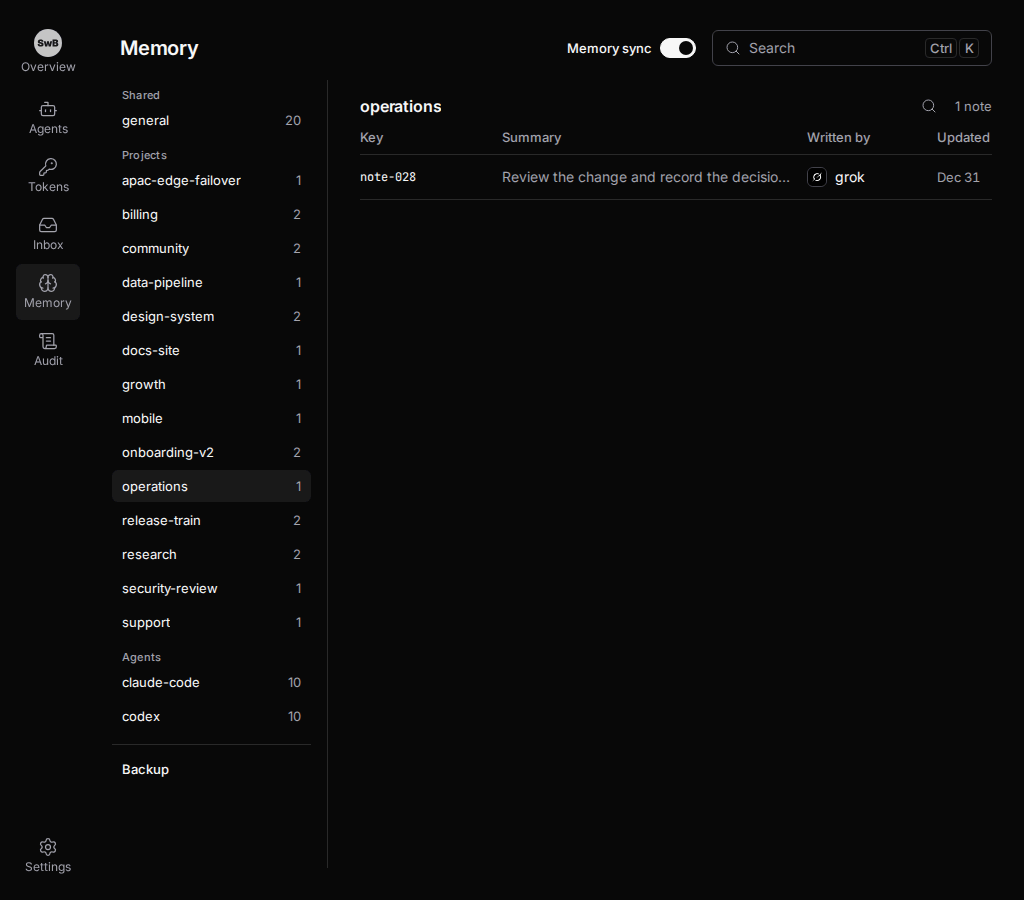 SwB
Overview
Agents
Tokens
Inbox
Memory
Audit
Settings
Memory
Memory sync
Search
Ctrl K
Shared
general 20
Projects
apac-edge-failover 1
billing 2
community 2
data-pipeline 1
design-system 2
docs-site 1
growth 1
mobile 1
onboarding-v2 2
operations 1
release-train 2
research 2
security-review 1
support 1
Agents
claude-code 10
codex 10
Backup
operations
1 note
Key Summary Written by Updated
note-028 Review the change and record the decisio... grok Dec 31